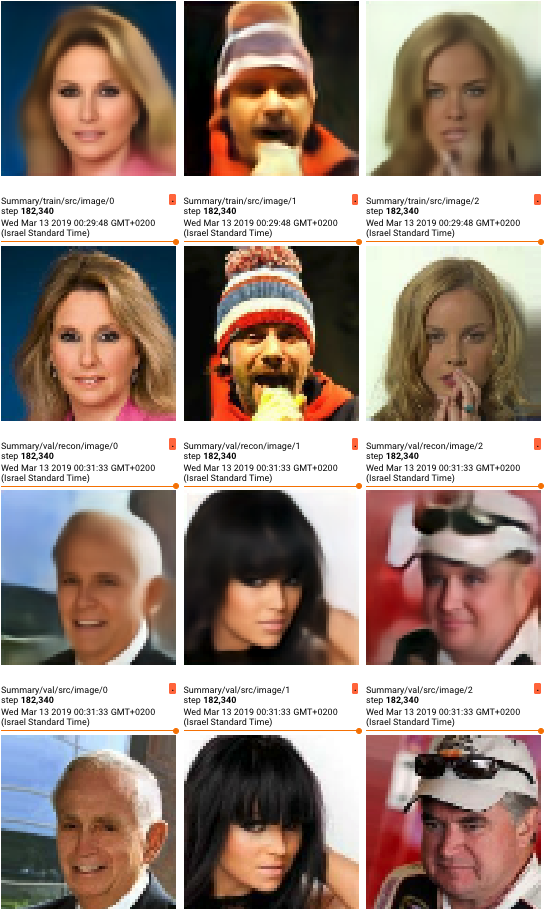 Summary/train/src/image/0 Summary/train/src/image/1 Summary/train/src/image/2
step 182,340 step 182,340 step 182,340
Wed Mar 13 2019 00:29:48 GMT+0200 Wed Mar 13 2019 00:29:48 GMT+0200 Wed Mar 13 2019 00:29:48 GMT+0200
(Israel Standard Time) (Israel Standard Time) (Israel Standard Time)
Summary/val/recon/image/0 Summary/val/recon/image/1 Summary/val/recon/image/2
step 182,340 step 182,340 step 182,340
Wed Mar 13 2019 00:31:33 GMT+0200 Wed Mar 13 2019 00:31:33 GMT+0200 Wed Mar 13 2019 00:31:33 GMT+0200
(Israel Standard Time) (Israel Standard Time) (Israel Standard Time)
Summary/val/src/image/0 Summary/val/src/image/1 Summary/val/src/image/2
step 182,340 step 182,340 step 182,340
Wed Mar 13 2019 00:31:33 GMT+0200 Wed Mar 13 2019 00:31:33 GMT+0200 Wed Mar 13 2019 00:31:33 GMT+0200
(Israel Standard Time) (Israel Standard Time) (Israel Standard Time)